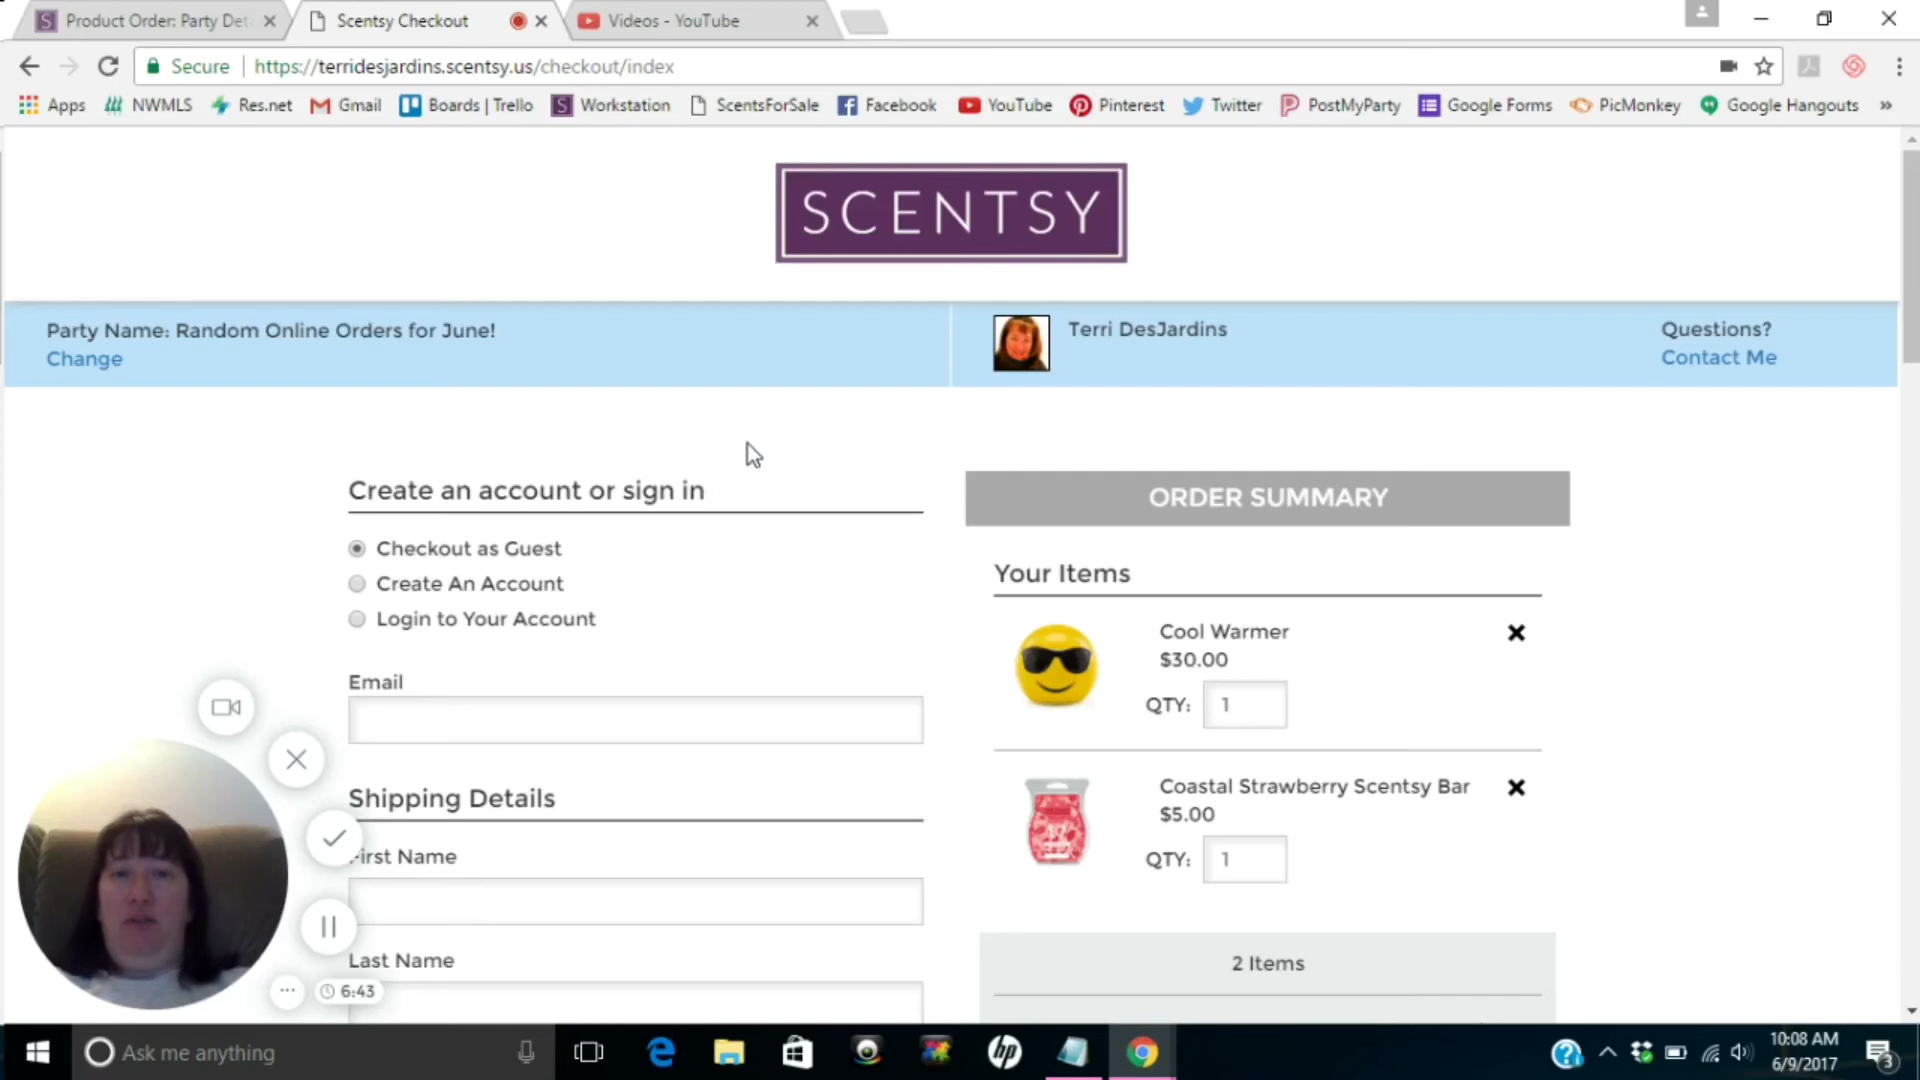 Product Order: Party Det
Scentsy Checkout
Videos - YouTube
Secure
https://terridesjardins.scentsy.us/checkout/index
Apps
NWMLS
Res.net
Gmail
Boards | Trello
Workstation
ScentsForSale
Facebook
YouTube
Pinterest
Twitter
PostMyParty
Google Forms
PicMonkey
Google Hangouts
»
SCENTSY
Party Name: Random Online Orders for June!
Change
Terri DesJardins
Questions?
Contact Me
Create an account or sign in
Checkout as Guest
Create An Account
Login to Your Account
Email
Shipping Details
First Name
Last Name
6:43
ORDER SUMMARY
Your Items
Cool Warmer
$30.00
QTY: 1
Coastal Strawberry Scentsy Bar
$5.00
QTY: 1
2 Items
Ask me anything
hp
10:08 AM
6/9/2017
3